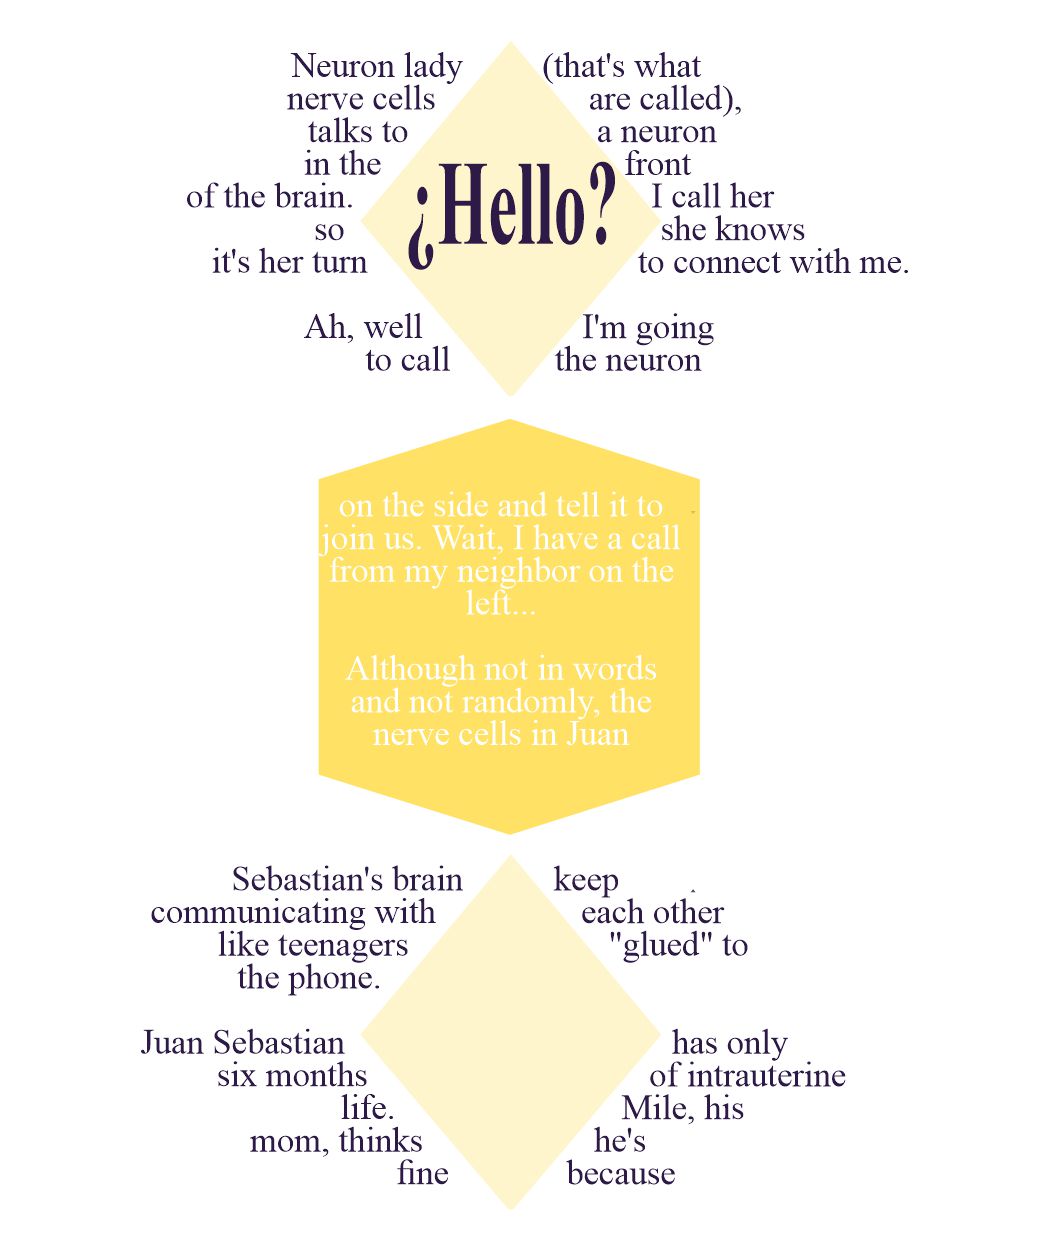 Neuron lady (that's what
nerve cells are called),
talks to a neuron
in the front
¿Hello?
of the brain. I call her
so she knows
it's her turn to connect with me.
Ah, well I'm going
to call the neuron
on the side and tell it to
join us. Wait, I have a call
from my neighbor on the
left...
Although not in words
and not randomly, the
nerve cells in Juan
Sebastian's brain keep
communicating with each other
like teenagers "glued" to
the phone.
Juan Sebastian has only
six months of intrauterine
life. Mile, his
mom, thinks he's
fine because